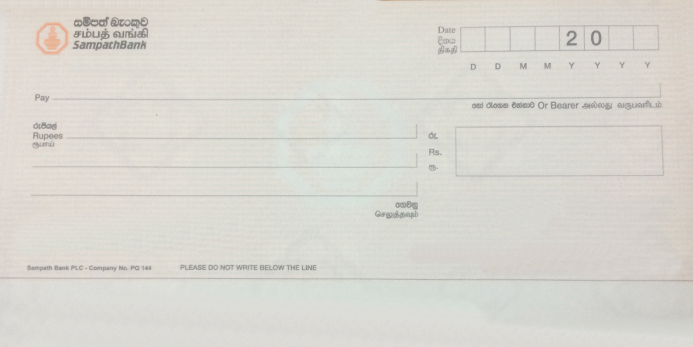 සම්පත් බැංකුව
சம்பத் வங்கி
SampathBank
Date
දිනය
திகதி
2 0
D D M M Y Y Y Y
Pay
හෝ රැගෙන එන්නාට Or Bearer அல்லது வருபவரிடம்
රුපියල්
Rupees
ரூபாய்
රු.
Rs.
ரூ.
ගෙවනු
செலுத்தவும்
Sampath Bank PLC - Company No. PQ 144 PLEASE DO NOT WRITE BELOW THE LINE